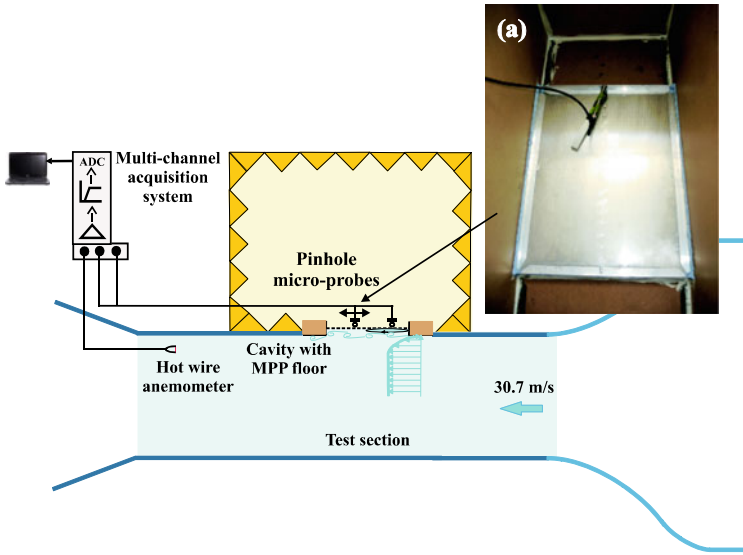 (a)
ADC
Multi-channel
acquisition
system
Pinhole
micro-probes
Cavity with
MPP floor
Hot wire
anemometer
30.7 m/s
Test section